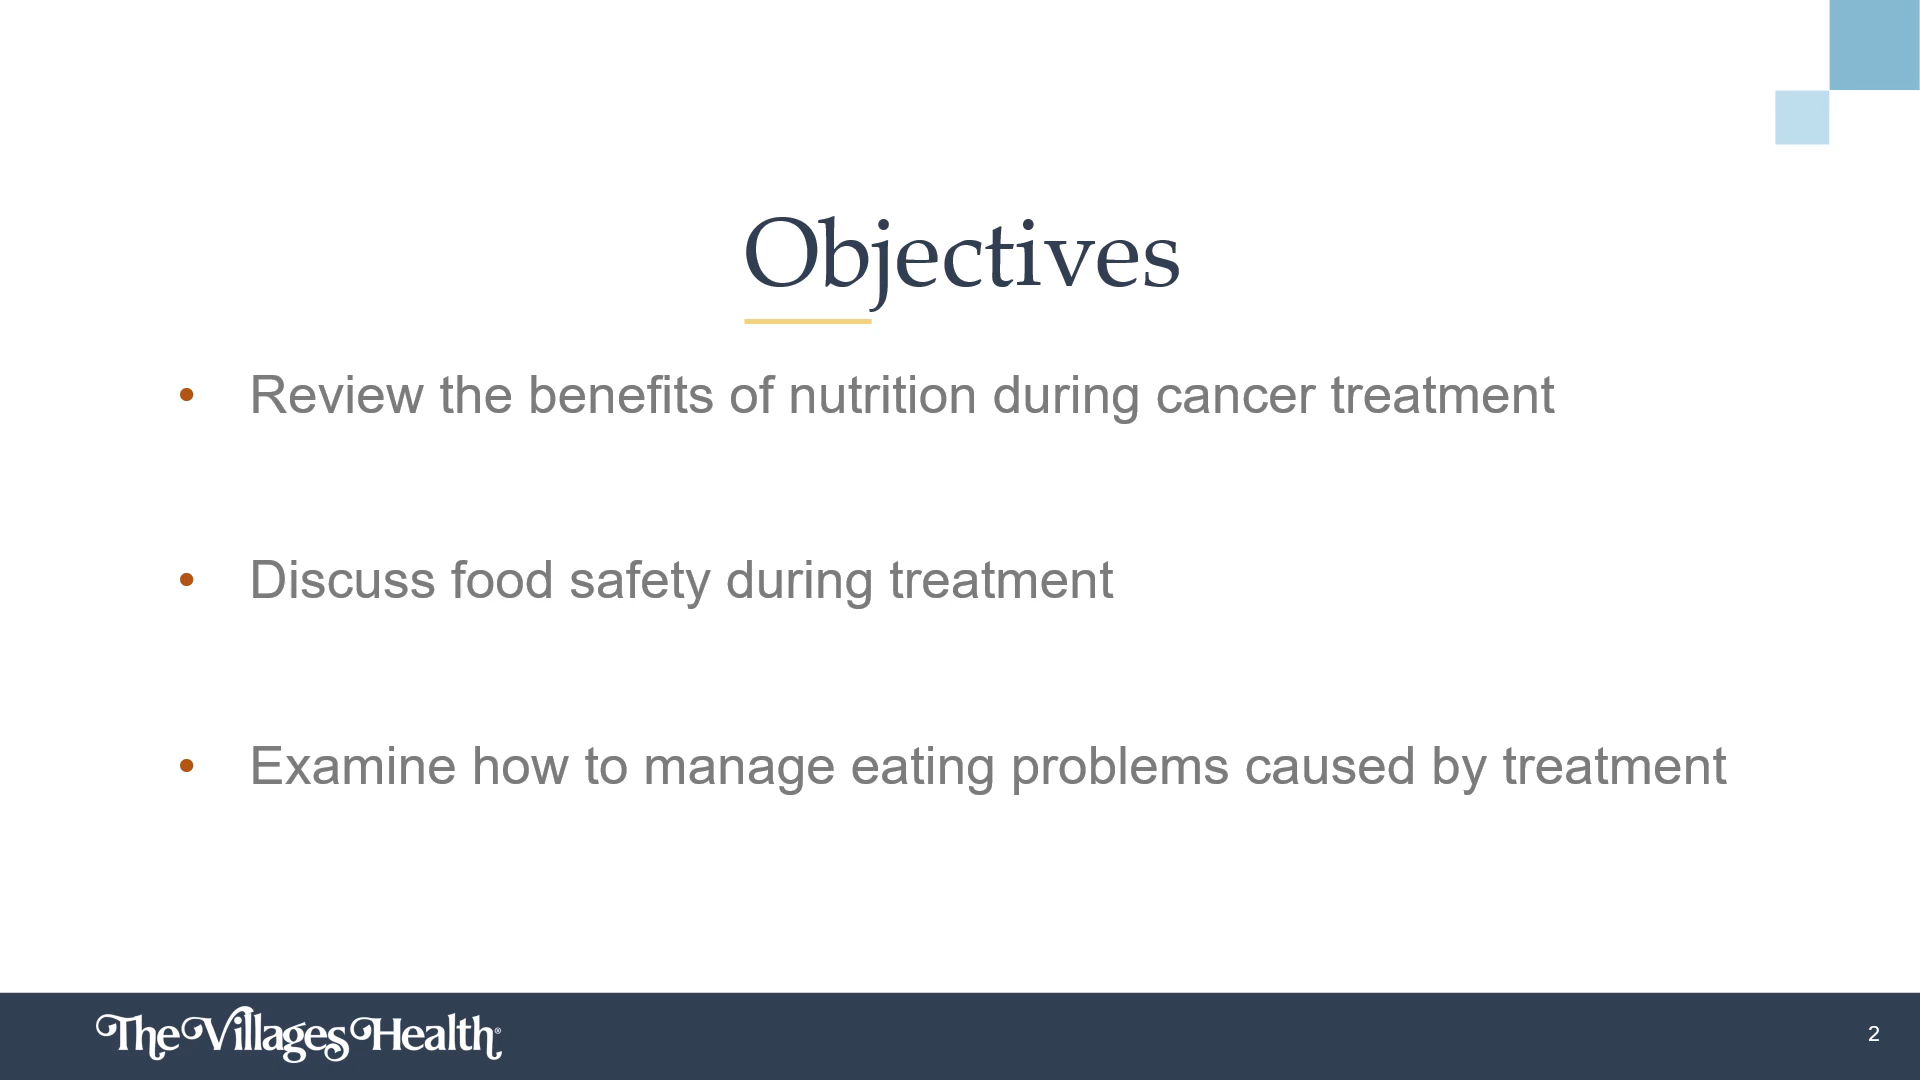 Objectives
• Review the benefits of nutrition during cancer treatment
• Discuss food safety during treatment
• Examine how to manage eating problems caused by treatment
The Villages Health®
2